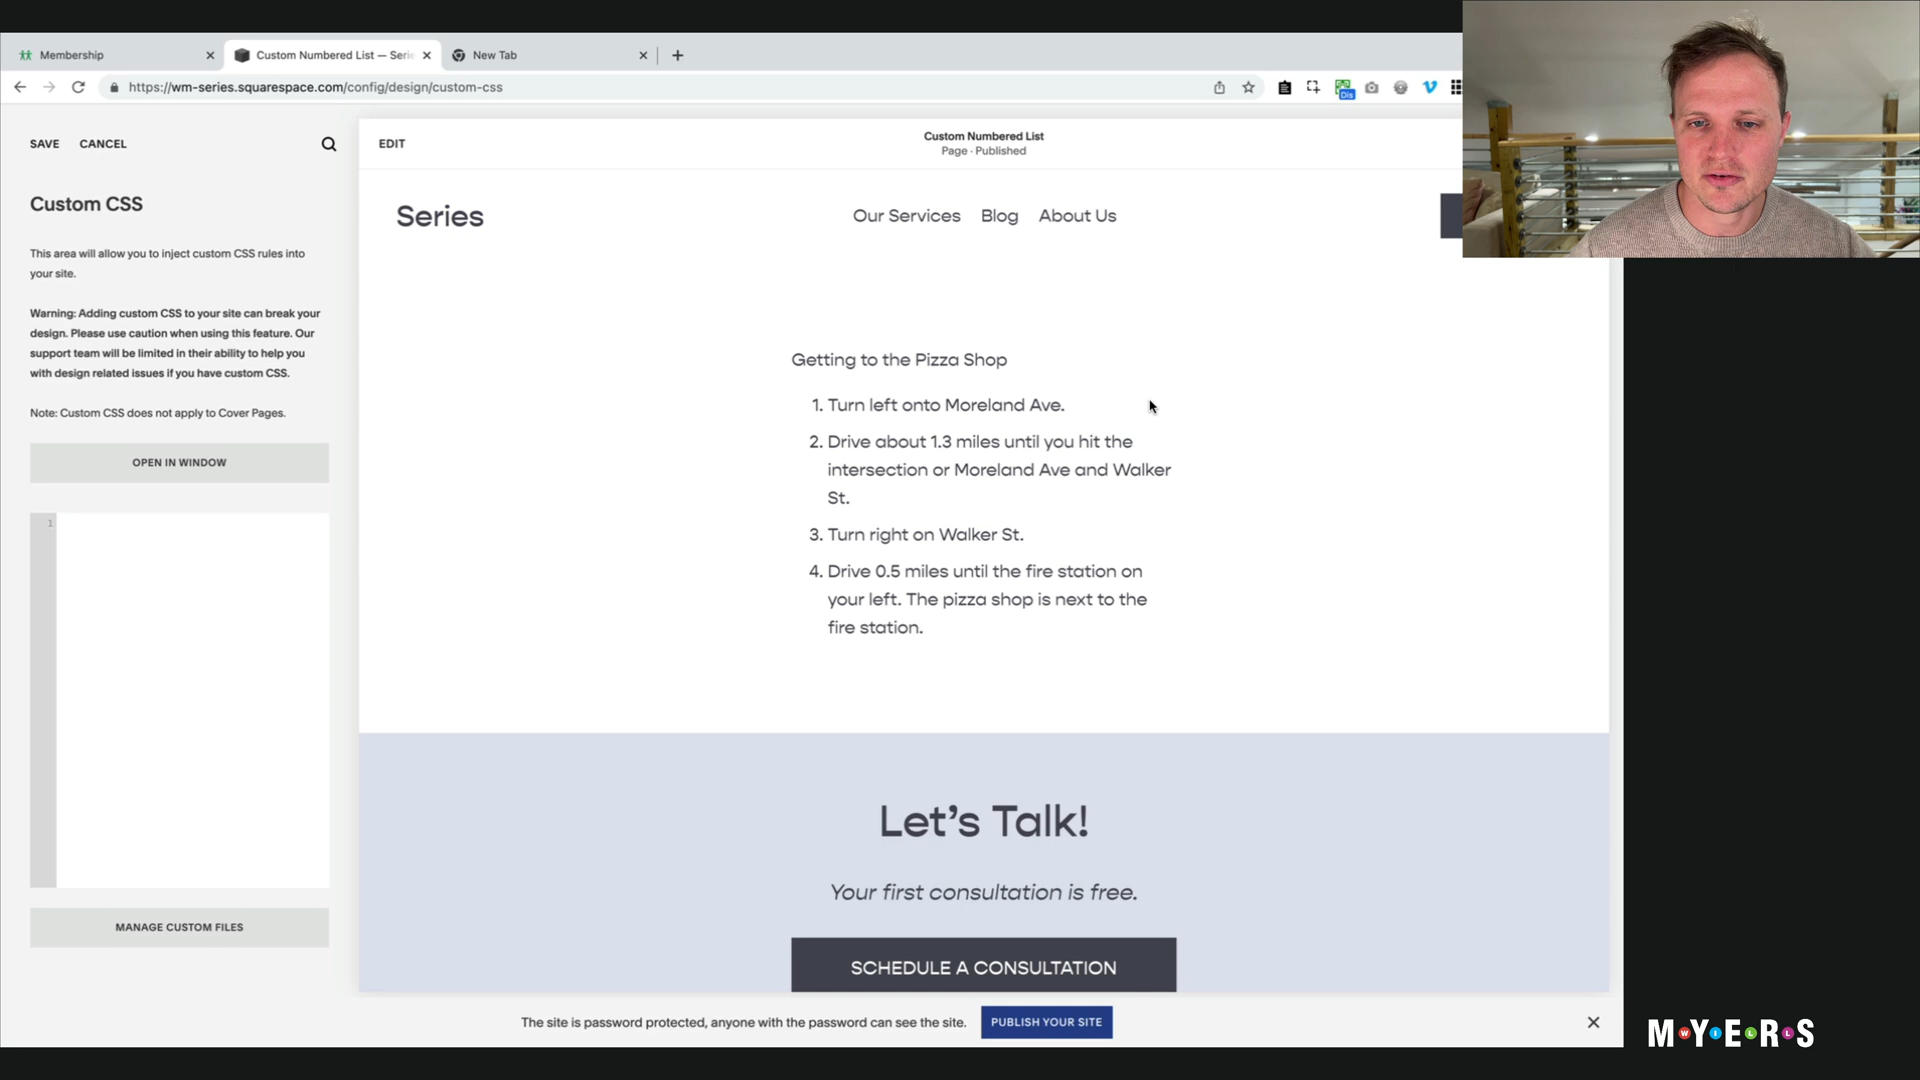 Membership
Custom Numbered List — Serie
New Tab
https://wm-series.squarespace.com/config/design/custom-css
Dis
SAVE CANCEL
Custom CSS
This area will allow you to inject custom CSS rules into
your site.
Warning: Adding custom CSS to your site can break your
design. Please use caution when using this feature. Our
support team will be limited in their ability to help you
with design related issues if you have custom CSS.
Note: Custom CSS does not apply to Cover Pages.
OPEN IN WINDOW
1
MANAGE CUSTOM FILES
EDIT
Custom Numbered List
Page · Published
Series
Our Services Blog About Us
Getting to the Pizza Shop
1. Turn left onto Moreland Ave.
2. Drive about 1.3 miles until you hit the
intersection or Moreland Ave and Walker
St.
3. Turn right on Walker St.
4. Drive 0.5 miles until the fire station on
your left. The pizza shop is next to the
fire station.
Let’s Talk!
Your first consultation is free.
SCHEDULE A CONSULTATION
The site is password protected, anyone with the password can see the site.
PUBLISH YOUR SITE
MWYIELRLS